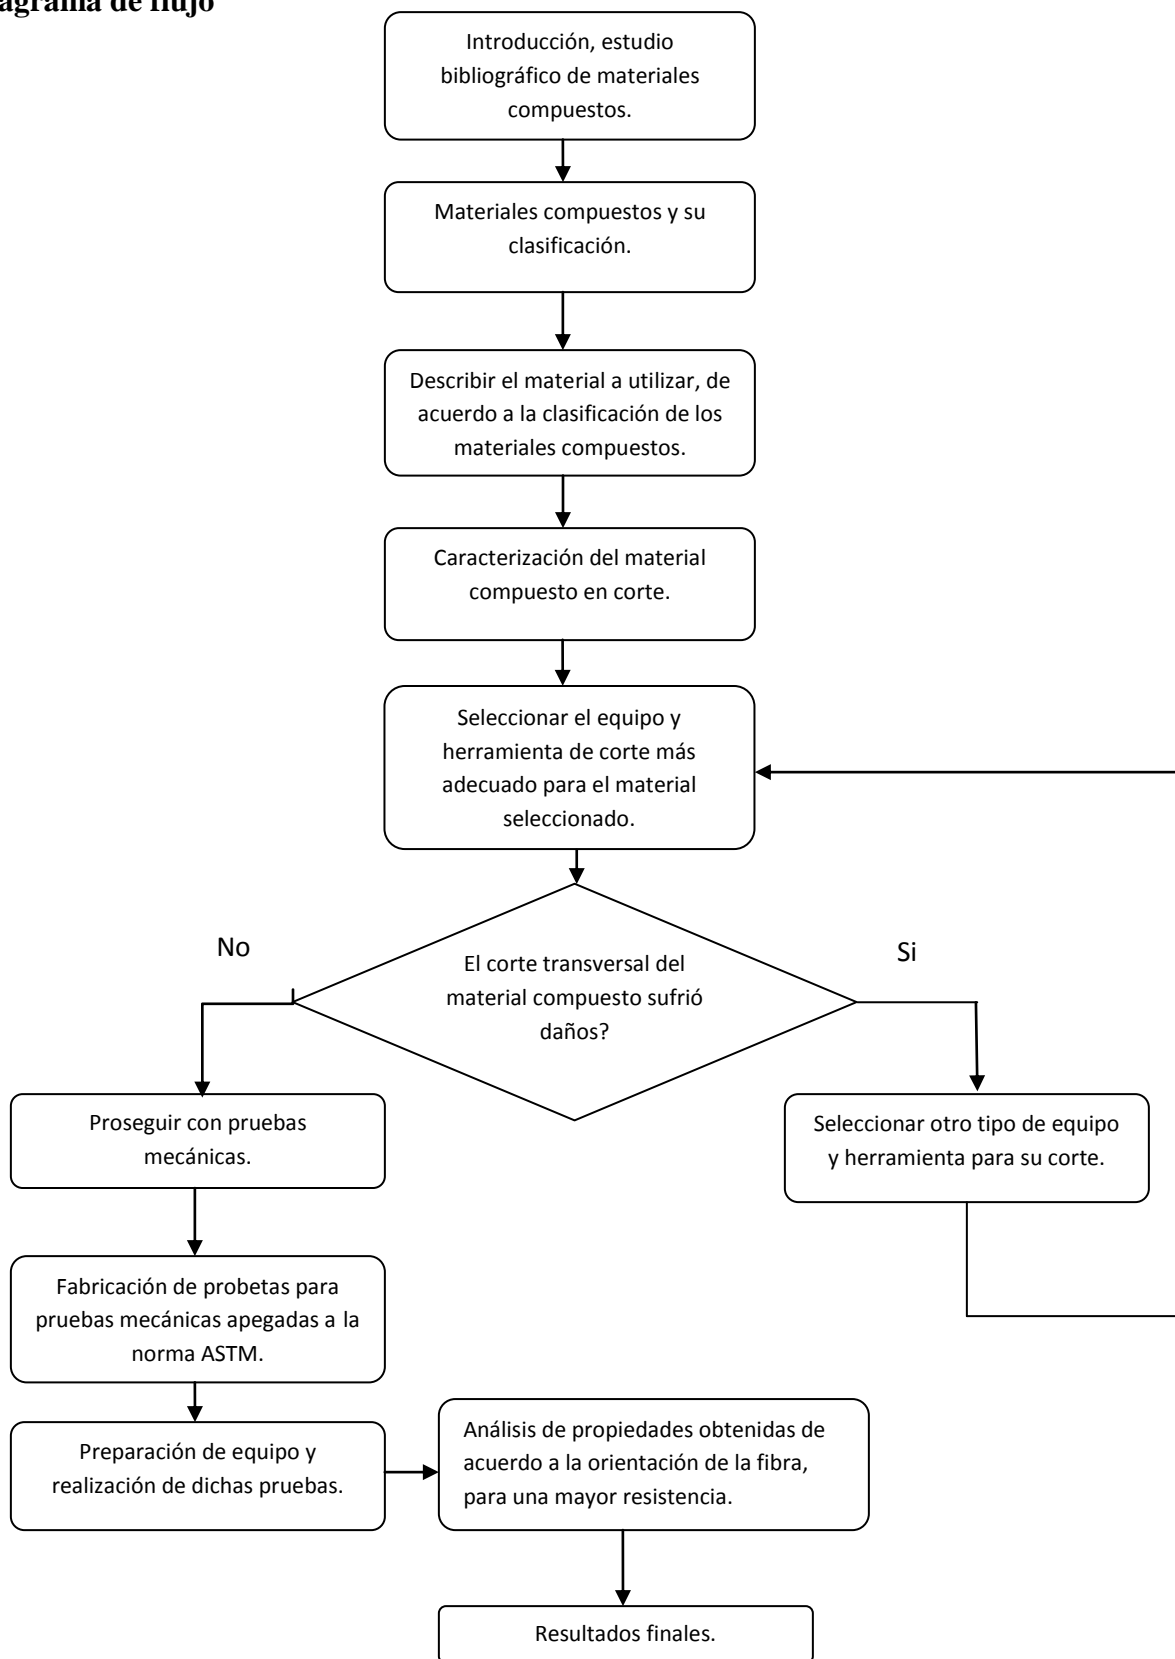 agrama de flujo
Introducción, estudio
bibliográfico de materiales
compuestos.
Materiales compuestos y su
clasificación.
Describir el material a utilizar, de
acuerdo a la clasificación de los
materiales compuestos.
Caracterización del material
compuesto en corte.
Seleccionar el equipo y
herramienta de corte más
adecuado para el material
seleccionado.
No
Si
El corte transversal del
material compuesto sufrió
daños?
Proseguir con pruebas
mecánicas.
Seleccionar otro tipo de equipo
y herramienta para su corte.
Fabricación de probetas para
pruebas mecánicas apegadas a la
norma ASTM.
Preparación de equipo y
realización de dichas pruebas.
Análisis de propiedades obtenidas de
acuerdo a la orientación de la fibra,
para una mayor resistencia.
Resultados finales.